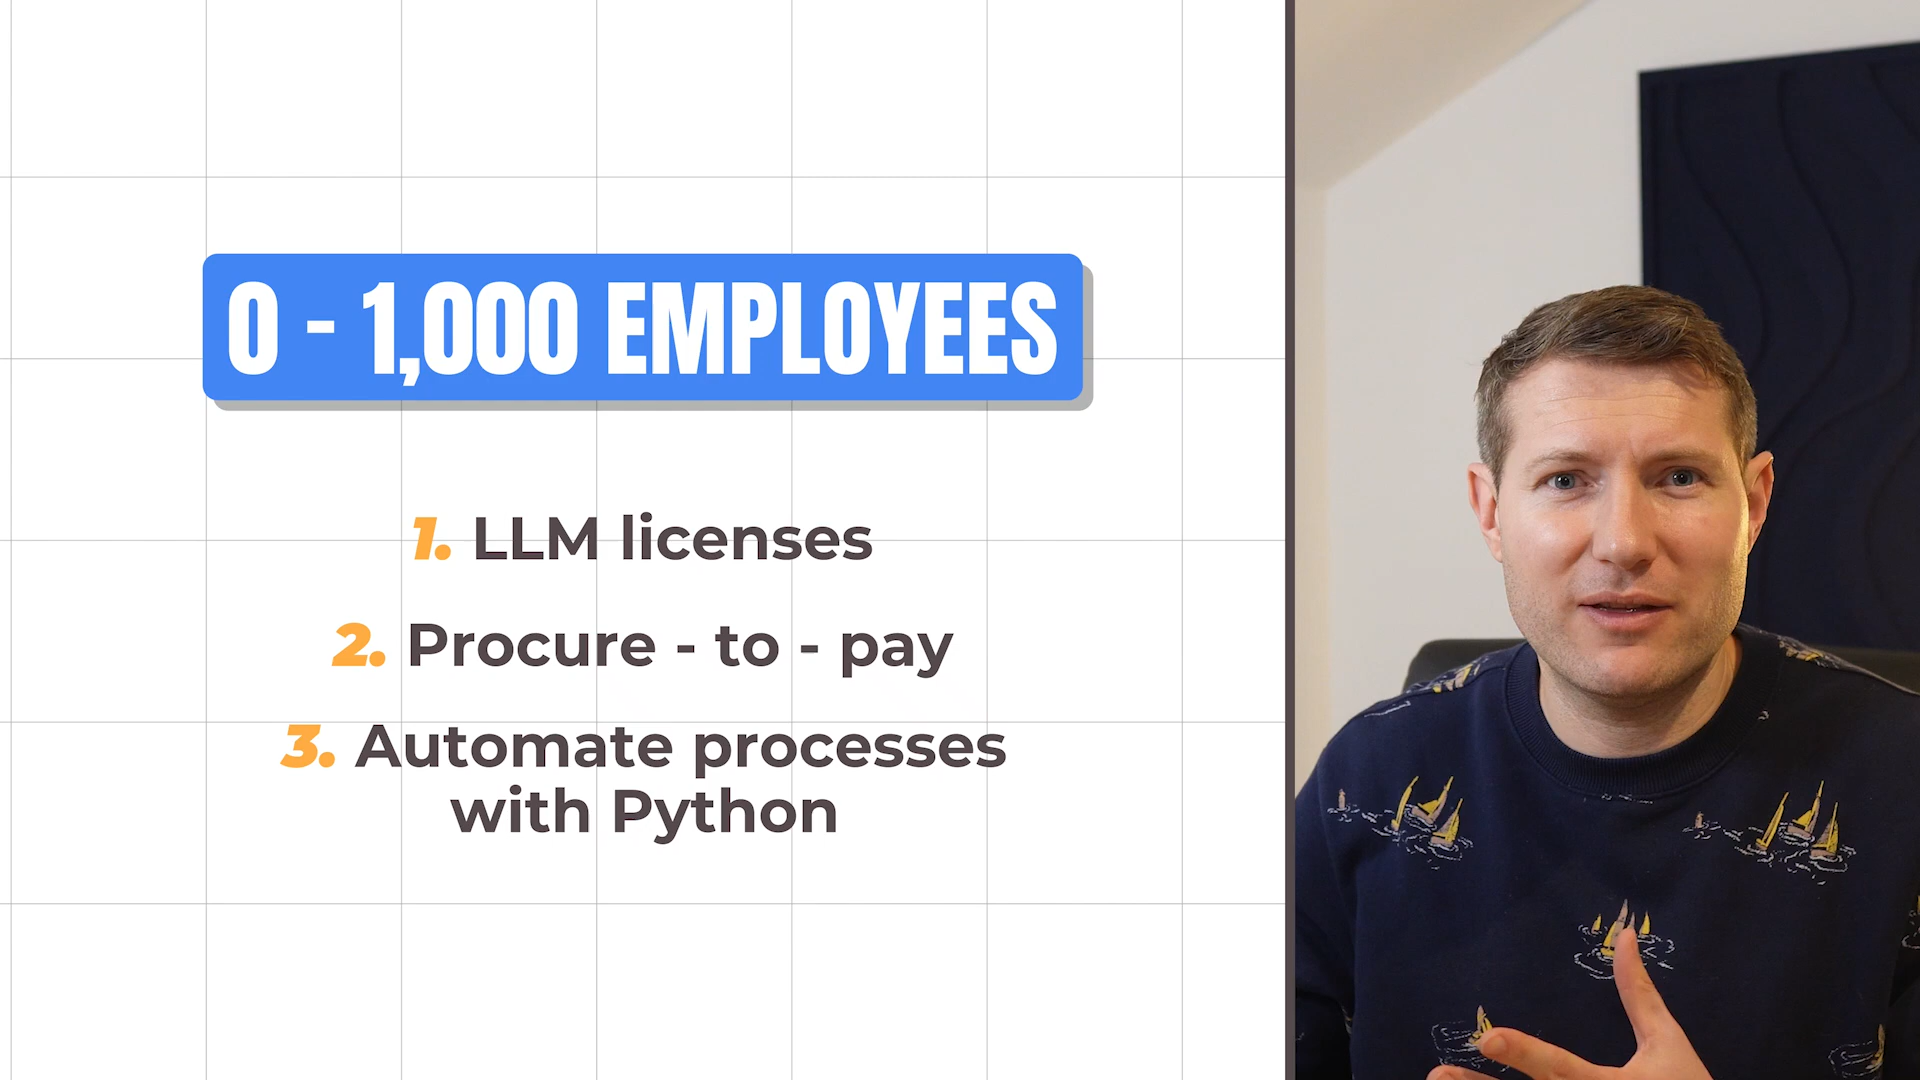 0 - 1,000 EMPLOYEES
1. LLM licenses
2. Procure - to - pay
3. Automate processes
with Python